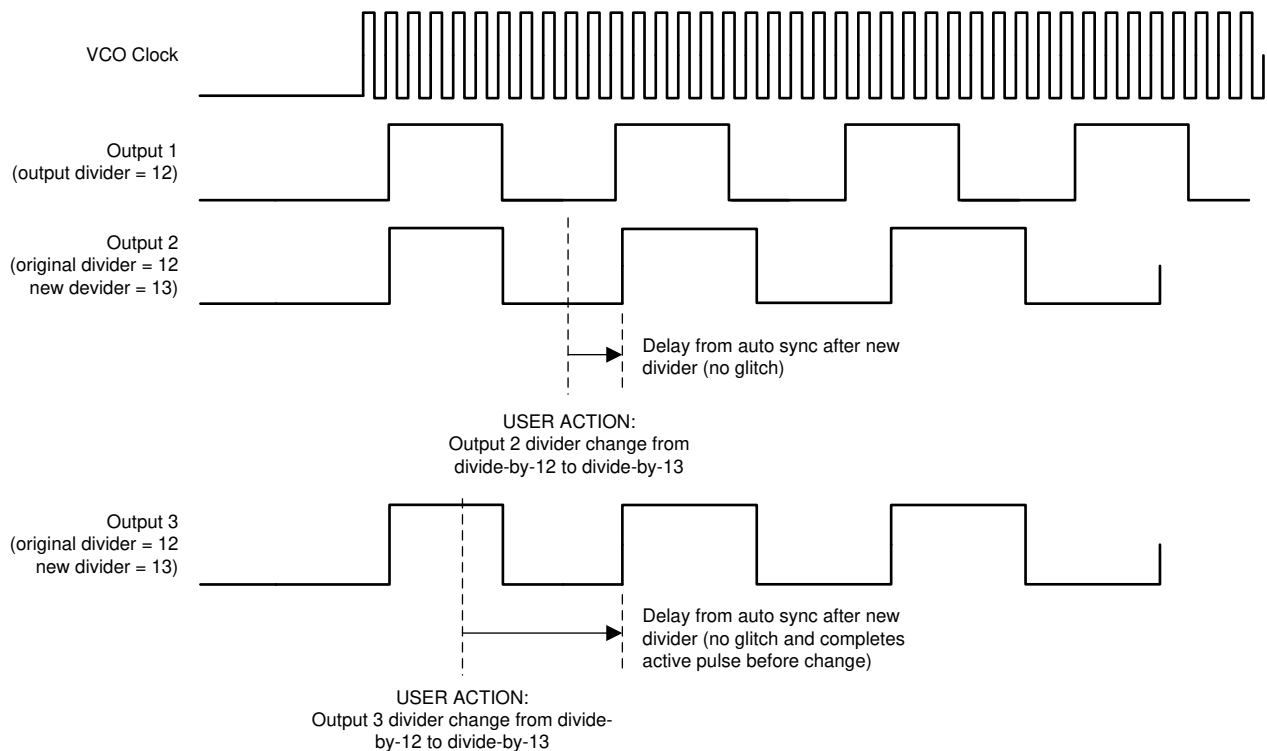 VCO Clock
Output 1
(output divider = 12)
Output 2
(original divider = 12
new devider = 13)
Delay from auto sync after new
divider (no glitch)
USER ACTION:
Output 2 divider change from
divide-by-12 to divide-by-13
Output 3
(original divider = 12
new divider = 13)
Delay from auto sync after new
divider (no glitch and completes
active pulse before change)
USER ACTION:
Output 3 divider change from divide-
by-12 to divide-by-13